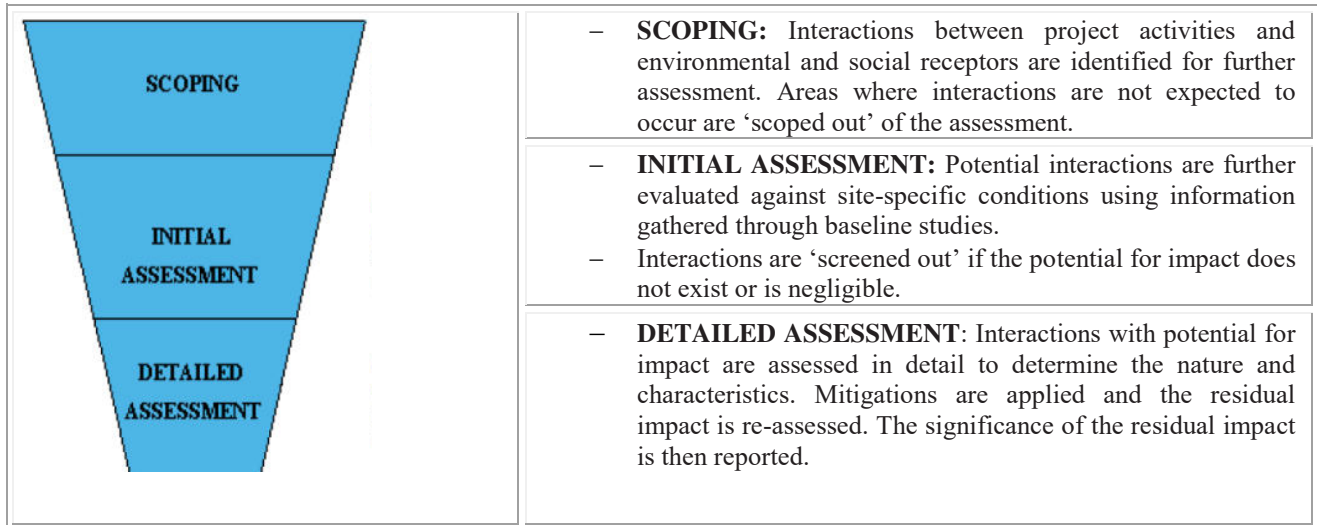 SCOPING
INITIAL
ASSESSMENT
DETAILED
ASSESSMENT
– SCOPING: Interactions between project activities and
environmental and social receptors are identified for further
assessment. Areas where interactions are not expected to
occur are ‘scoped out’ of the assessment.
– INITIAL ASSESSMENT: Potential interactions are further
evaluated against site-specific conditions using information
gathered through baseline studies.
– Interactions are ‘screened out’ if the potential for impact does
not exist or is negligible.
– DETAILED ASSESSMENT: Interactions with potential for
impact are assessed in detail to determine the nature and
characteristics. Mitigations are applied and the residual
impact is re-assessed. The significance of the residual impact
is then reported.